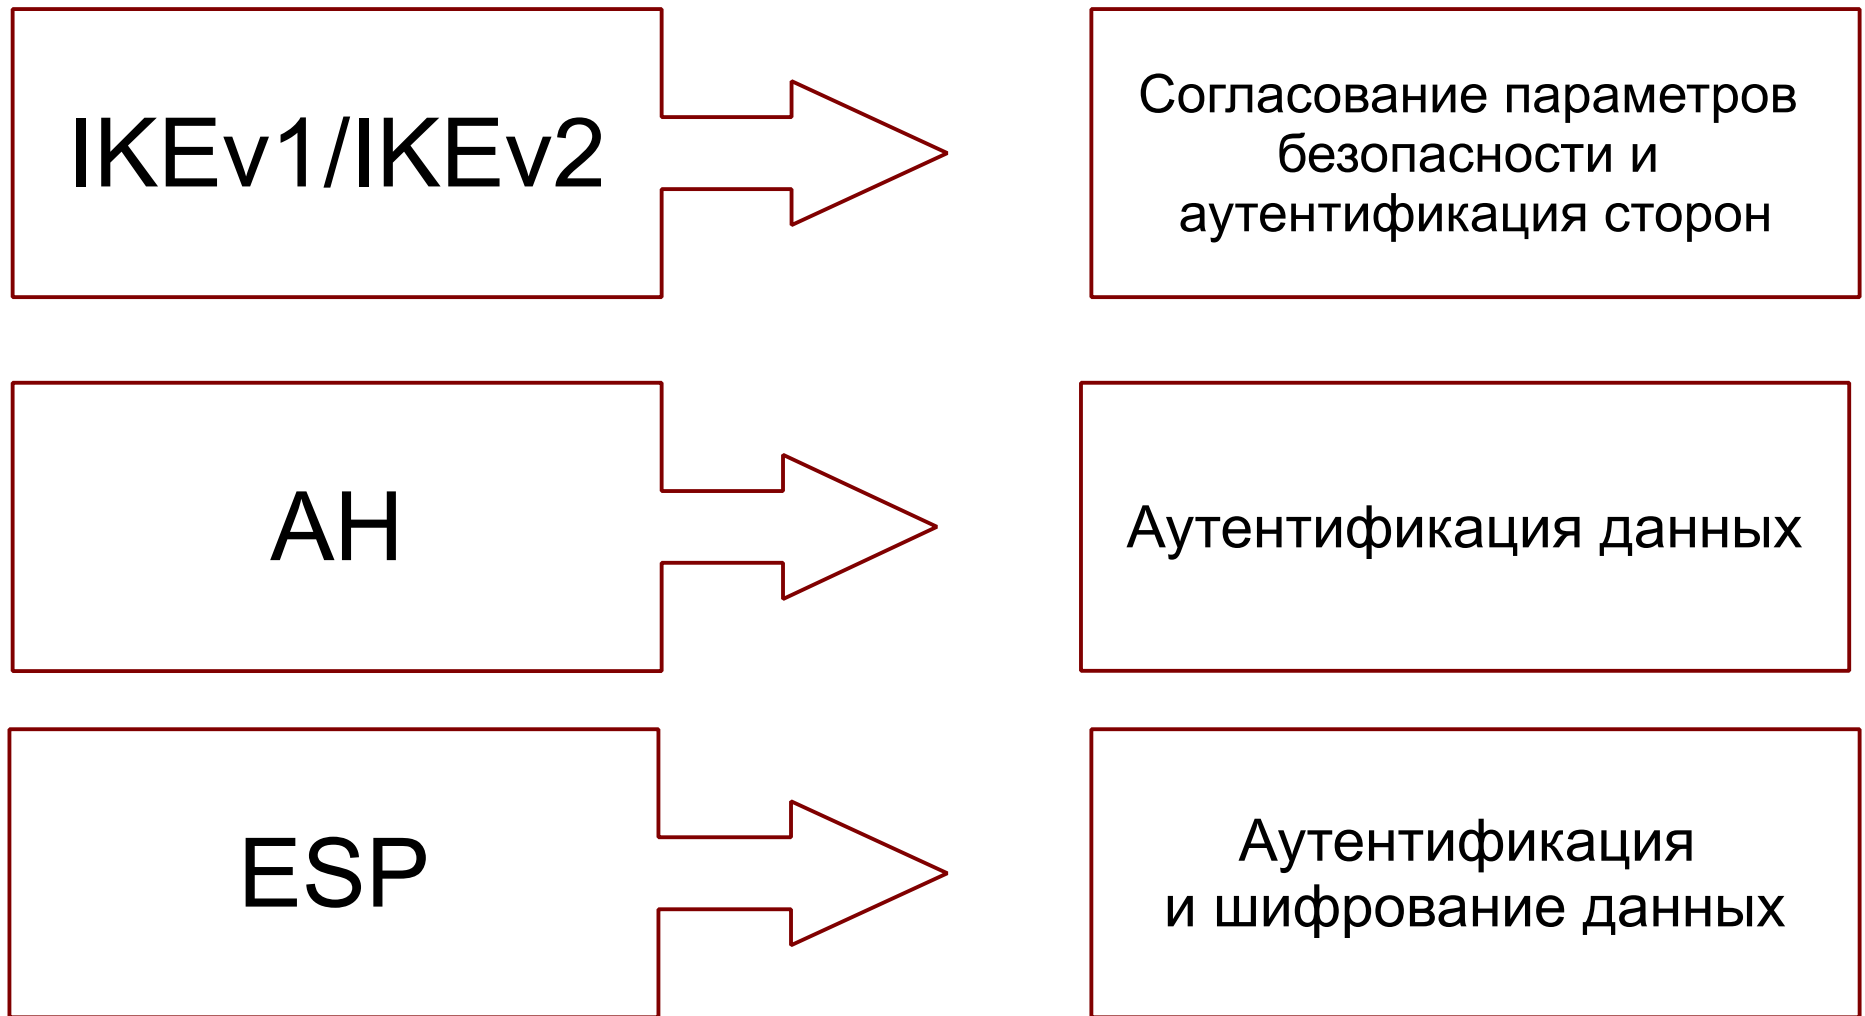 IKEv1/IKEv2
Согласование параметров
безопасности и
аутентификация сторон
AH
Аутентификация данных
ESP
Аутентификация
и шифрование данных